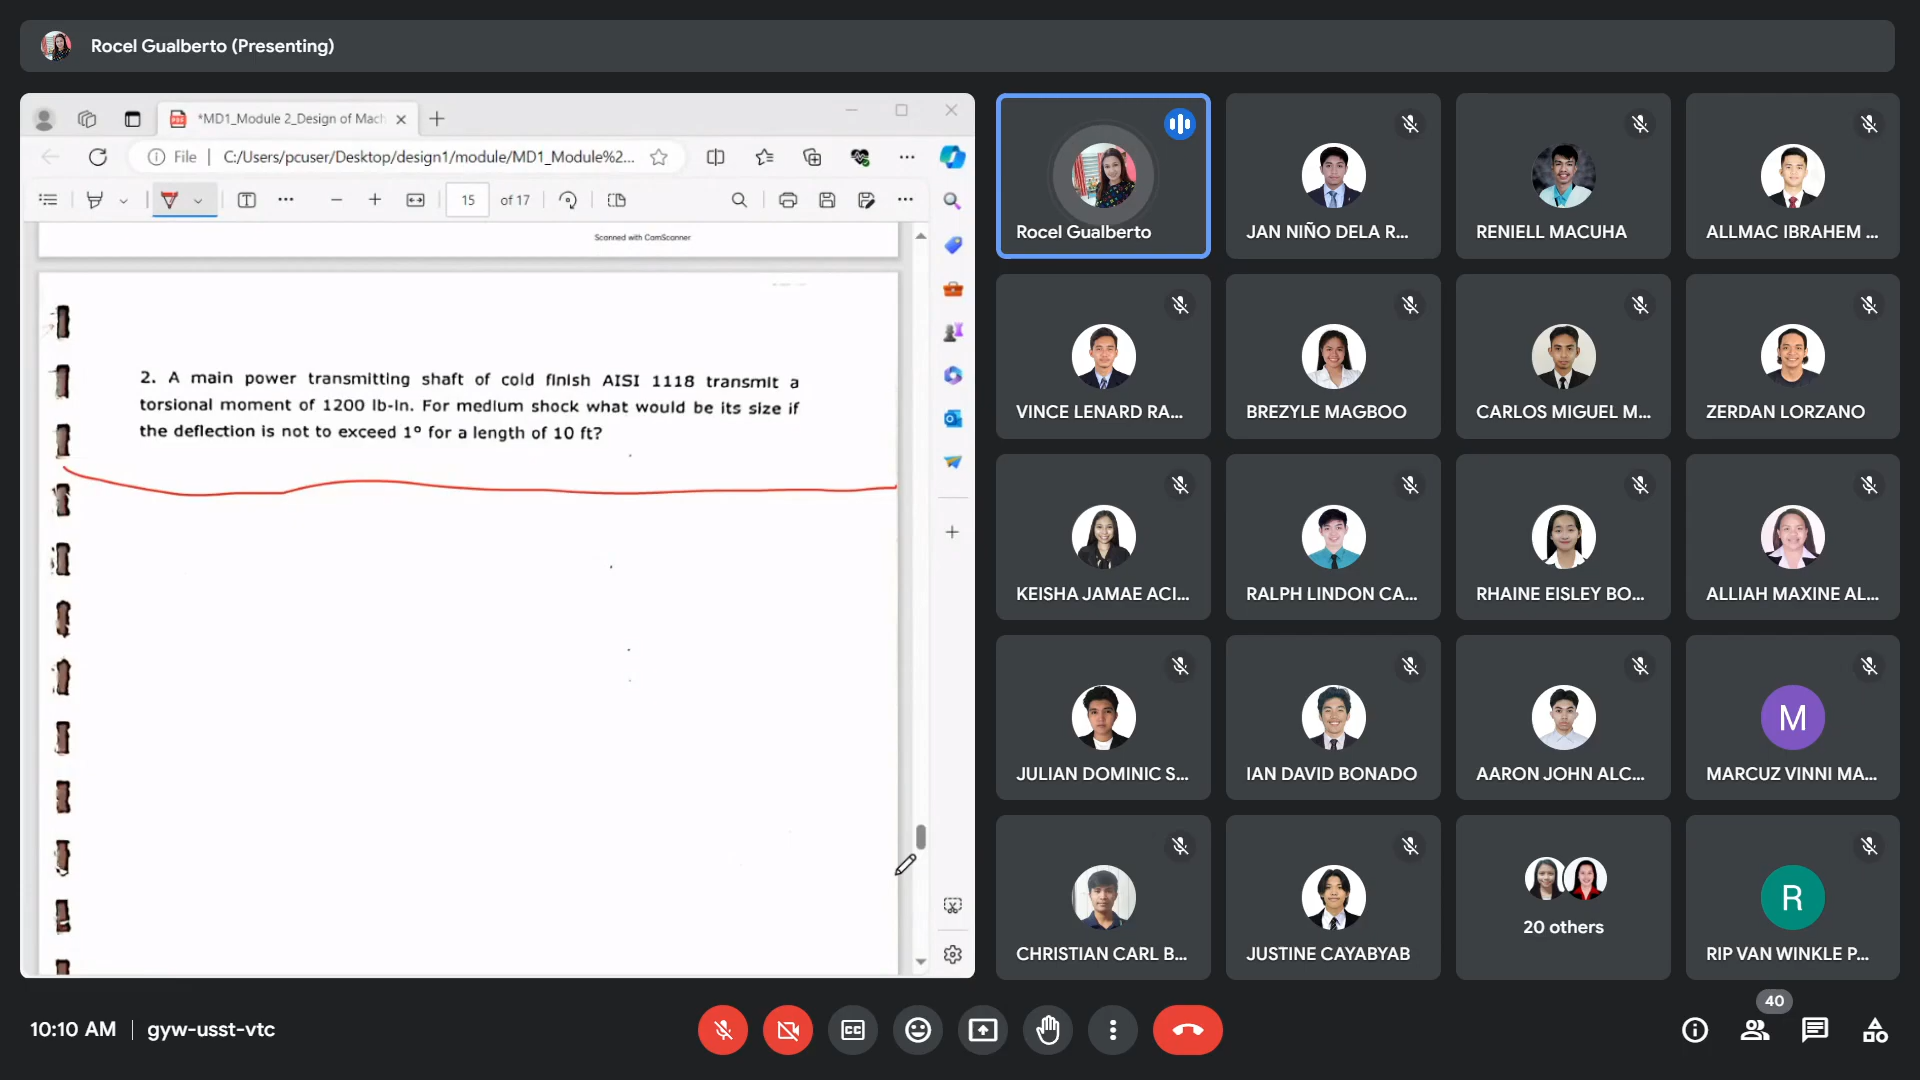 Rocel Gualberto (Presenting)
*MD1_Module 2_Design of Mach
File
C:/Users/pcuser/Desktop/design1/module/MD1_Module%2...
15
of 17
Scanned with CamScanner
2. A main power transmitting shaft of cold finish AISI 1118 transmit a
torsional moment of 1200 lb-in. For medium shock what would be its size if
the deflection is not to exceed 1° for a length of 10 ft?
Rocel Gualberto
JAN NIÑO DELA R...
RENIELL MACUHA
ALLMAC IBRAHEM ...
VINCE LENARD RA...
BREZYLE MAGBOO
CARLOS MIGUEL M...
ZERDAN LORZANO
KEISHA JAMAE ACI...
RALPH LINDON CA...
RHAINE EISLEY BO...
ALLIAH MAXINE AL...
JULIAN DOMINIC S...
IAN DAVID BONADO
AARON JOHN ALC...
M
MARCUZ VINNI MA...
CHRISTIAN CARL B...
JUSTINE CAYABYAB
20 others
R
RIP VAN WINKLE P...
10:10 AM
gyw-usst-vtc
40